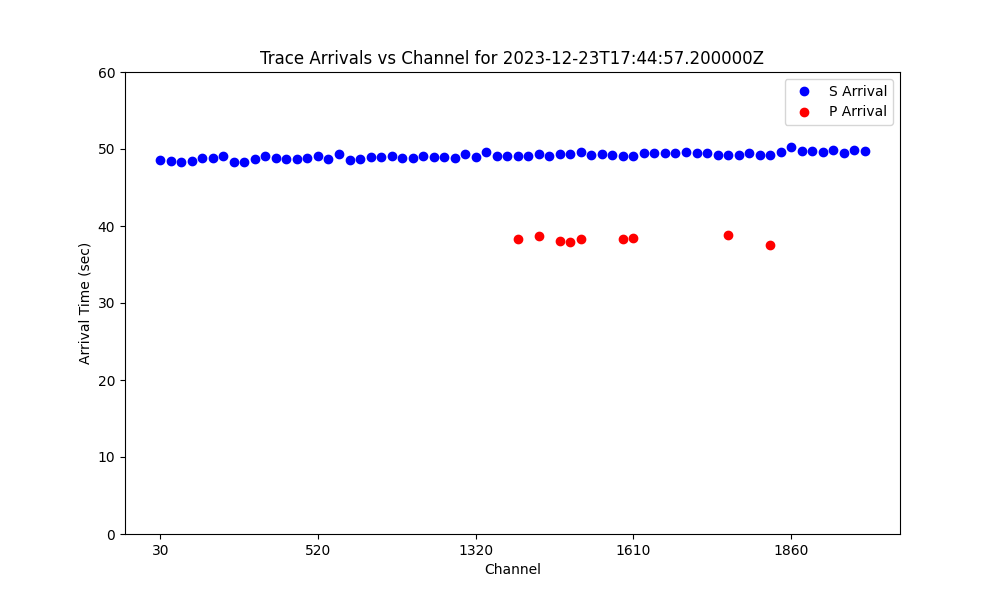 Trace Arrivals vs Channel for 2023-12-23T17:44:57.200000Z
S Arrival
P Arrival
60
50
40
30
20
10
0
Arrival Time (sec)
30 520 1320 1610 1860
Channel